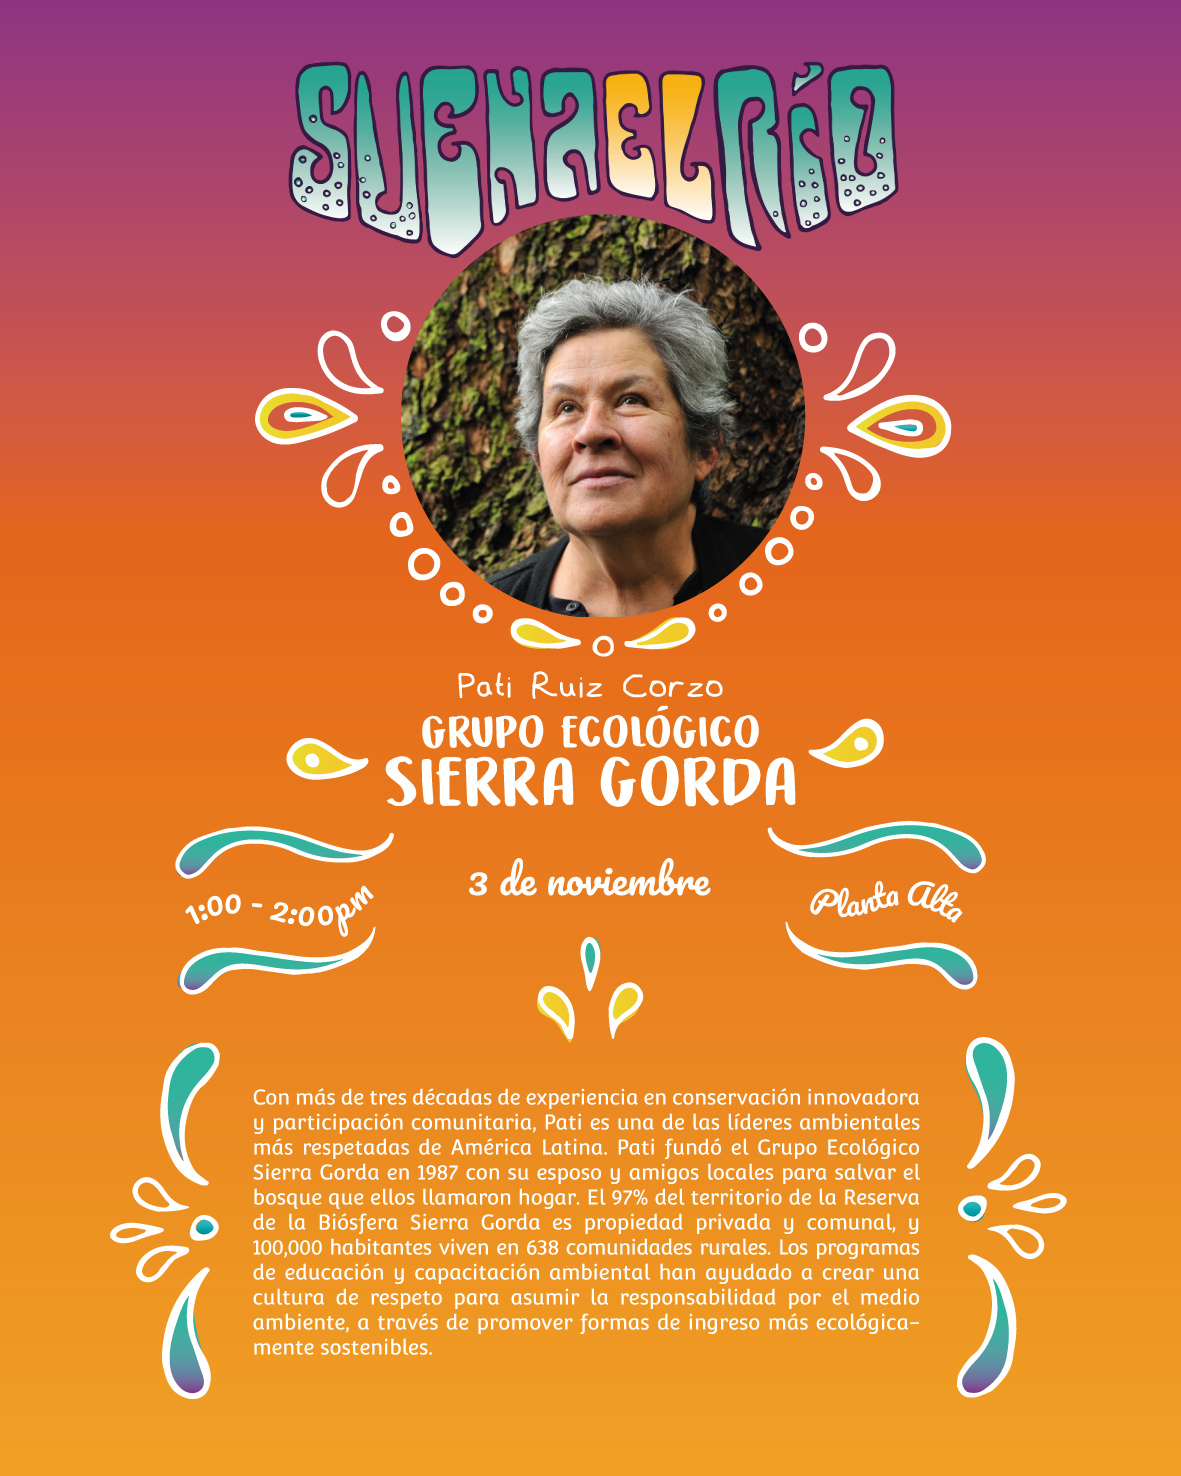 SUENA EL RÍO
Pati Ruiz Corzo
GRUPO ECOLÓGICO
SIERRA GORDA
3 de noviembre
1:00 - 2:00pm
Planta Alta
Con más de tres décadas de experiencia en conservación innovadora
y participación comunitaria, Pati es una de las líderes ambientales
más respetadas de América Latina. Pati fundó el Grupo Ecológico
Sierra Gorda en 1987 con su esposo y amigos locales para salvar el
bosque que ellos llamaron hogar. El 97% del territorio de la Reserva
de la Biósfera Sierra Gorda es propiedad privada y comunal, y
100,000 habitantes viven en 638 comunidades rurales. Los programas
de educación y capacitación ambiental han ayudado a crear una
cultura de respeto para asumir la responsabilidad por el medio
ambiente, a través de promover formas de ingreso más ecológica-
mente sostenibles.